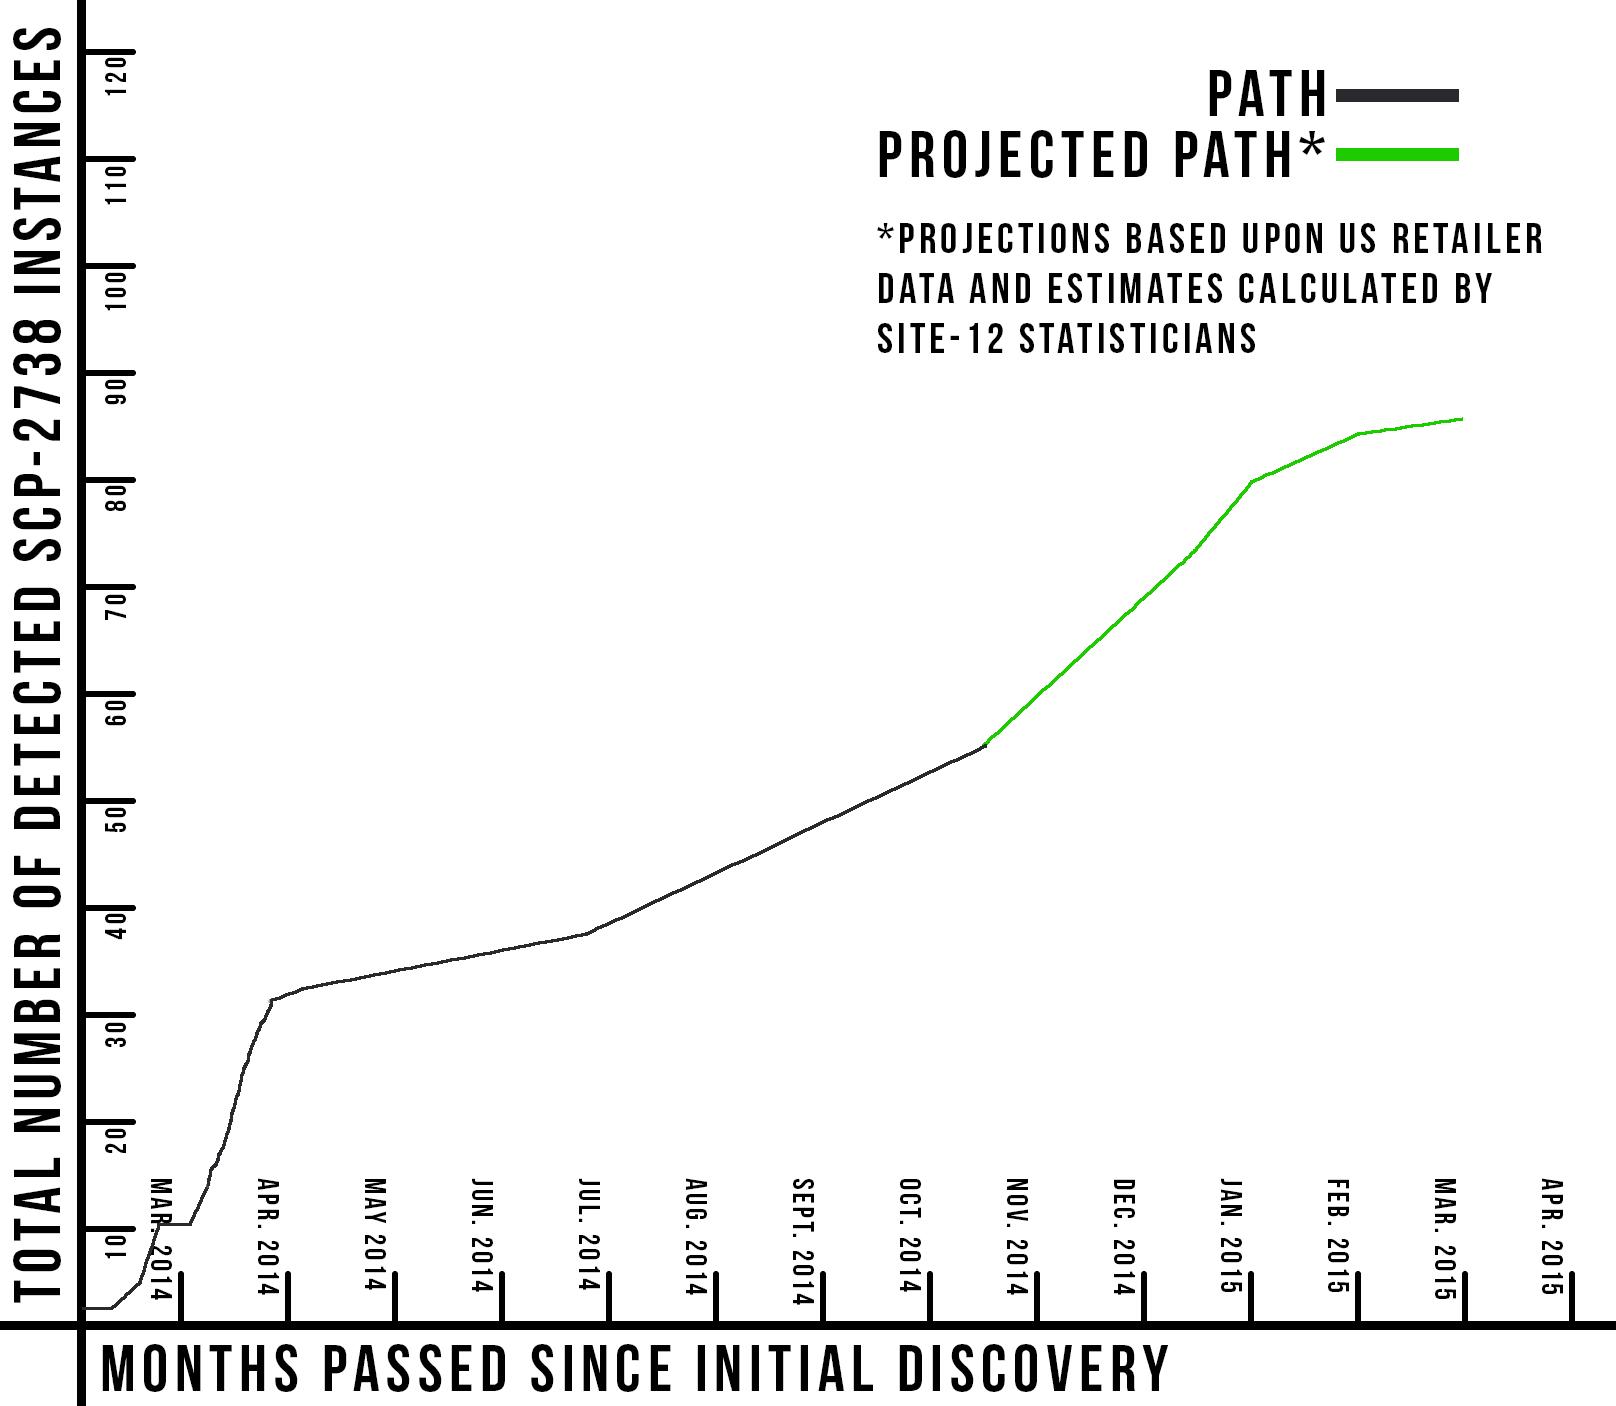 TOTAL NUMBER OF DETECTED SCP-2738 INSTANCES
120
110
100
90
80
70
60
50
40
30
20
10
PATH
PROJECTED PATH*
*PROJECTIONS BASED UPON US RETAILER
DATA AND ESTIMATES CALCULATED BY
SITE-12 STATISTICIANS
MAR. 2014
APR. 2014
MAY 2014
JUN. 2014
JUL. 2014
AUG. 2014
SEPT. 2014
OCT. 2014
NOV. 2014
DEC. 2014
JAN. 2015
FEB. 2015
MAR. 2015
APR. 2015
MONTHS PASSED SINCE INITIAL DISCOVERY